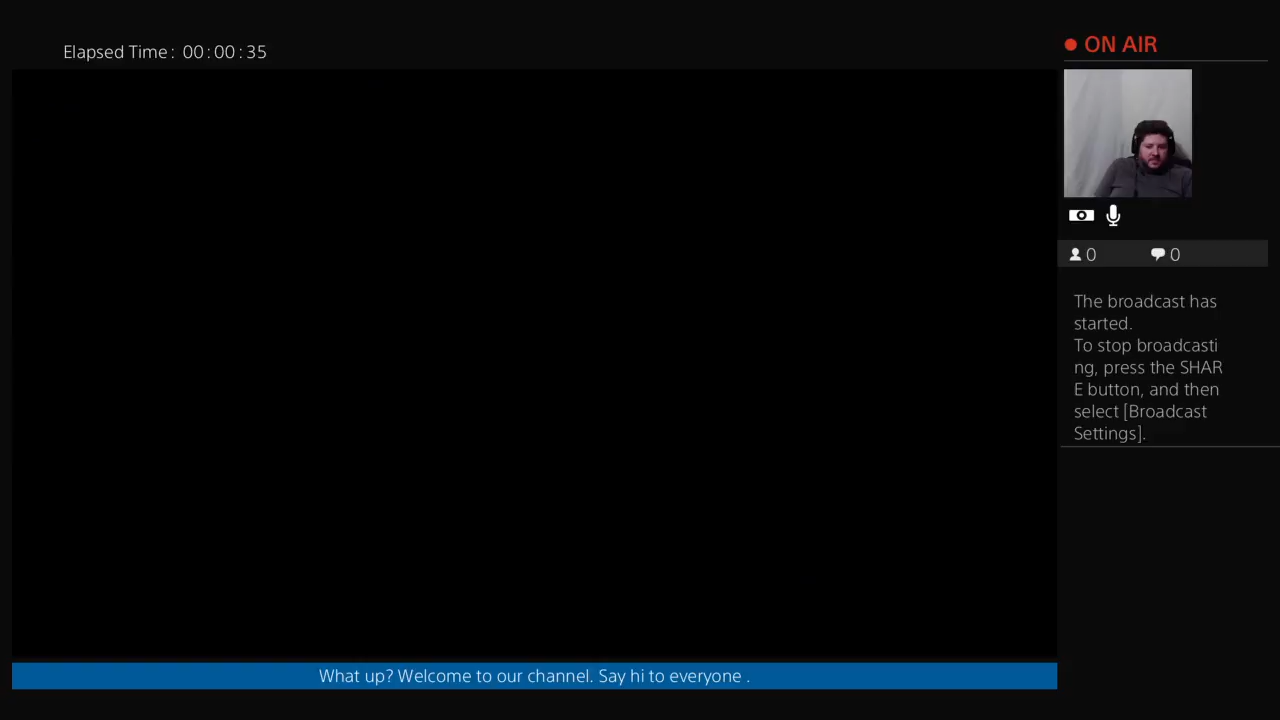 Elapsed Time: 00:00:35
ON AIR
0 0
The broadcast has
started.
To stop broadcasti
ng, press the SHAR
E button, and then
select [Broadcast
Settings].
What up? Welcome to our channel. Say hi to everyone .